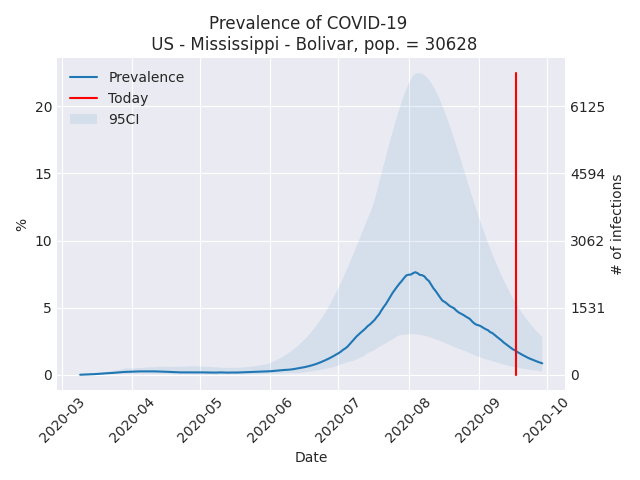 Prevalence of COVID-19
US - Mississippi - Bolivar, pop. = 30628
Prevalence
Today
95CI
20
15
10
5
0
%
6125
4594
3062
1531
0
# of infections
2020-03
2020-04
2020-05
2020-06
2020-07
2020-08
2020-09
2020-10
Date